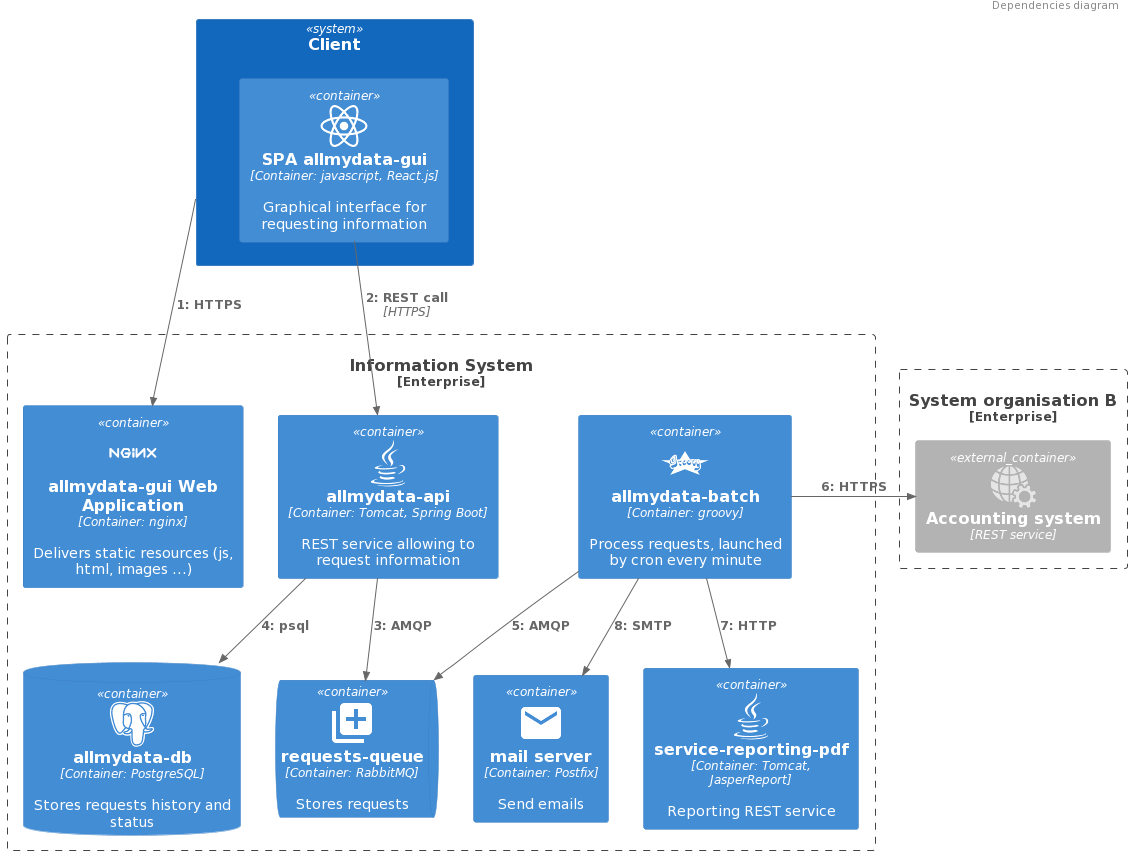 Dependencies diagram
«system»
Client
«container»
SPA allmydata-gui
[Container: javascript, React.js]
Graphical interface for
requesting information
1: HTTPS
2: REST call
[HTTPS]
Information System
[Enterprise]
«container»
NGiNX
allmydata-gui Web
Application
[Container: nginx]
Delivers static resources (js,
html, images …)
«container»
allmydata-api
[Container: Tomcat, Spring Boot]
REST service allowing to
request information
«container»
Groovy
allmydata-batch
[Container: groovy]
Process requests, launched
by cron every minute
6: HTTPS
System organisation B
[Enterprise]
«external_container»
Accounting system
[REST service]
4: psql
3: AMQP
5: AMQP
8: SMTP
7: HTTP
«container»
allmydata-db
[Container: PostgreSQL]
Stores requests history and
status
«container»
requests-queue
[Container: RabbitMQ]
Stores requests
«container»
mail server
[Container: Postfix]
Send emails
«container»
service-reporting-pdf
[Container: Tomcat,
JasperReport]
Reporting REST service